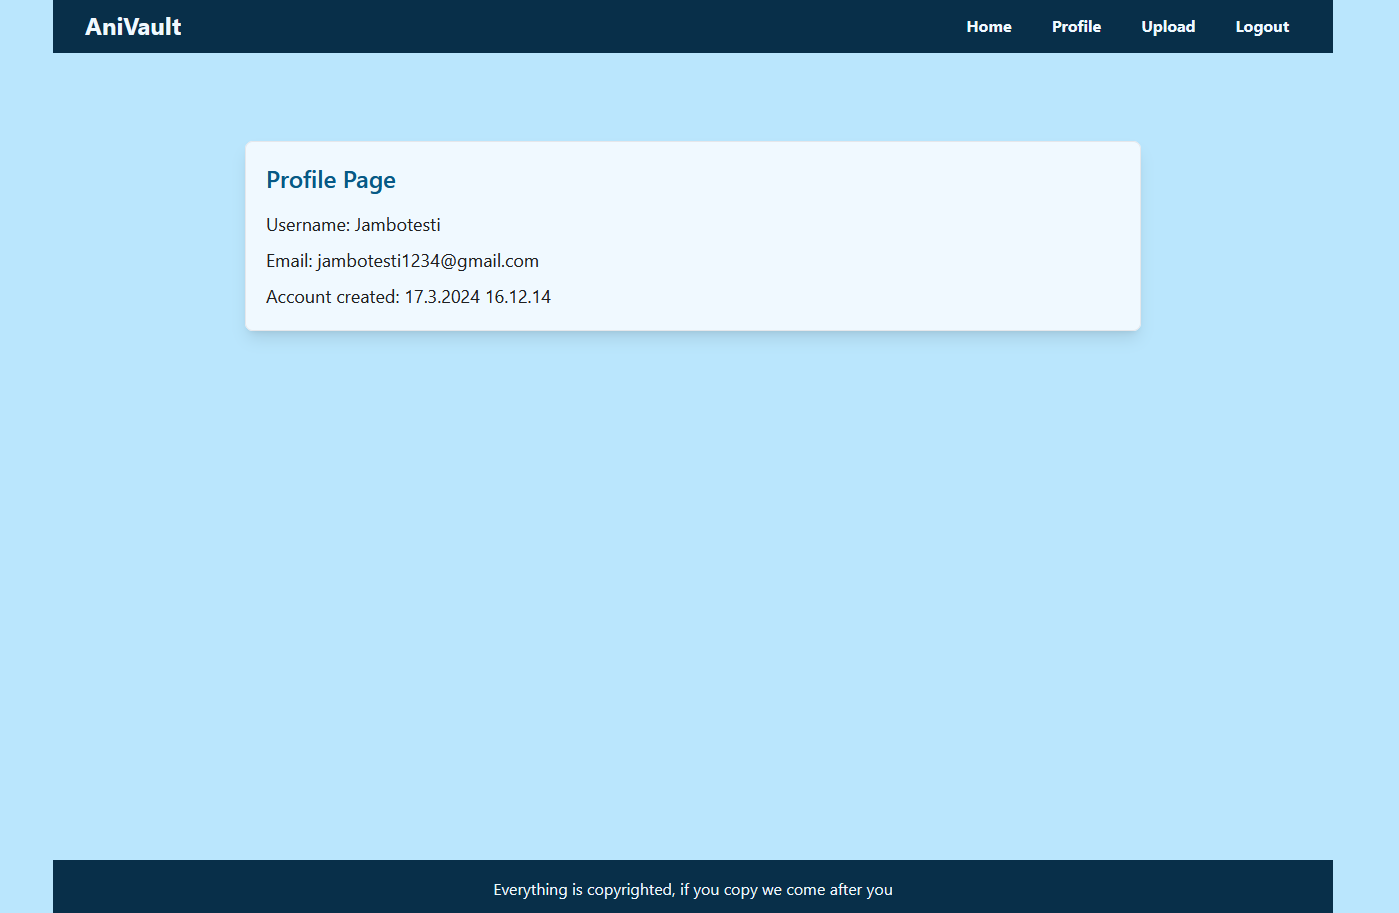 AniVault
Home Profile Upload Logout
Profile Page
Username: Jambotesti
Email: jambotesti1234@gmail.com
Account created: 17.3.2024 16.12.14
Everything is copyrighted, if you copy we come after you